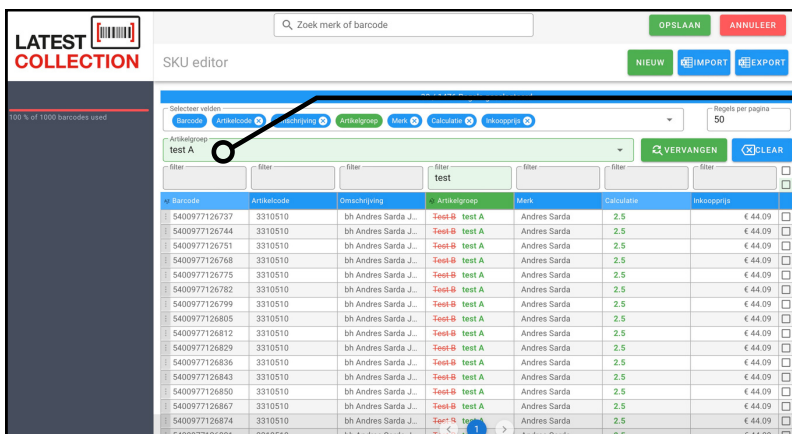 LATEST
COLLECTION
Zoek merk of barcode
OPSLAAN
ANNULEER
SKU editor
NIEUW
IMPORT
EXPORT
100 % of 1000 barcodes used
Selecteer velden
Barcode
Artikelcode
Omschrijving
Artikelgroep
Merk
Calculatie
Inkoopprijs
Regels per pagina
50
Artikelgroep
test A
VERVANGEN
CLEAR
filter filter filter filter filter filter filter
test
Barcode Artikelcode Omschrijving Artikelgroep Merk Calculatie Inkoopprijs
5400977126737 3310510 bh Andres Sarda J... Test B test A Andres Sarda 2.5 € 44.09
5400977126744 3310510 bh Andres Sarda J... Test B test A Andres Sarda 2.5 € 44.09
5400977126751 3310510 bh Andres Sarda J... Test B test A Andres Sarda 2.5 € 44.09
5400977126768 3310510 bh Andres Sarda J... Test B test A Andres Sarda 2.5 € 44.09
5400977126775 3310510 bh Andres Sarda J... Test B test A Andres Sarda 2.5 € 44.09
5400977126782 3310510 bh Andres Sarda J... Test B test A Andres Sarda 2.5 € 44.09
5400977126799 3310510 bh Andres Sarda J... Test B test A Andres Sarda 2.5 € 44.09
5400977126805 3310510 bh Andres Sarda J... Test B test A Andres Sarda 2.5 € 44.09
5400977126812 3310510 bh Andres Sarda J... Test B test A Andres Sarda 2.5 € 44.09
5400977126829 3310510 bh Andres Sarda J... Test B test A Andres Sarda 2.5 € 44.09
5400977126836 3310510 bh Andres Sarda J... Test B test A Andres Sarda 2.5 € 44.09
5400977126843 3310510 bh Andres Sarda J... Test B test A Andres Sarda 2.5 € 44.09
5400977126850 3310510 bh Andres Sarda J... Test B test A Andres Sarda 2.5 € 44.09
5400977126867 3310510 bh Andres Sarda J... Test B test A Andres Sarda 2.5 € 44.09
5400977126874 3310510 bh Andres Sarda J... Test B test A Andres Sarda 2.5 € 44.09
1